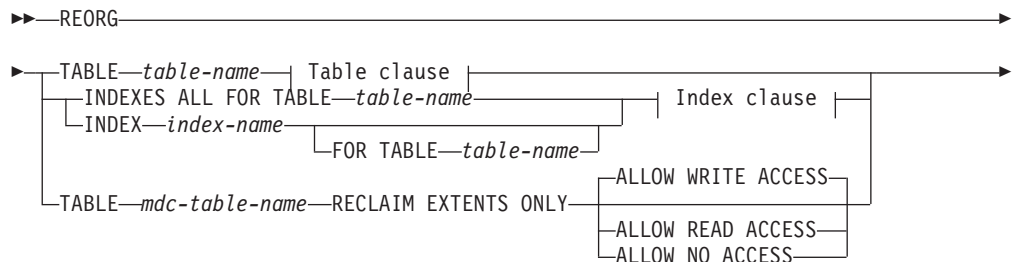 REORG
TABLE table-name Table clause
INDEXES ALL FOR TABLE table-name Index clause
INDEX index-name
FOR TABLE table-name
ALLOW WRITE ACCESS
TABLE mdc-table-name RECLAIM EXTENTS ONLY
ALLOW READ ACCESS
ALLOW NO ACCESS